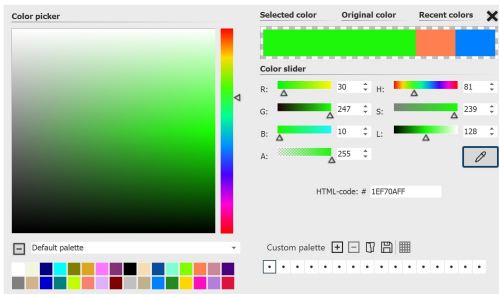 Color picker
Selected color Original color Recent colors
Color slider
R: 30 H: 81
G: 247 S: 239
B: 10 L: 128
A: 255
HTML-code: # 1EF70AFF
Default palette
Custom palette